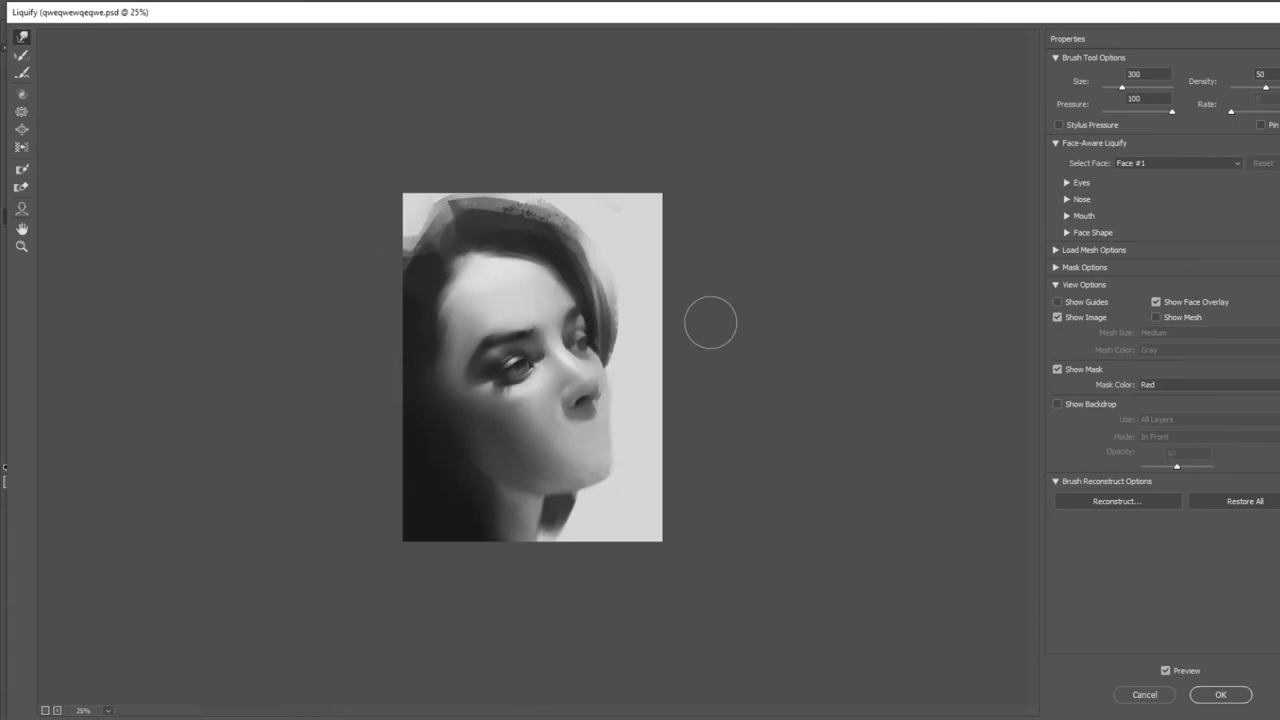 Liquify (qweqwewqeqwe.psd @ 25%)
Properties
Brush Tool Options
Size: 300 Density: 50
Pressure: 100 Rate: 0
Stylus Pressure Pin
Face-Aware Liquify
Select Face: Face #1 Reset
Eyes
Nose
Mouth
Face Shape
Load Mesh Options
Mask Options
View Options
Show Guides Show Face Overlay
Show Image Show Mesh
Mesh Size: Medium
Mesh Color: Gray
Show Mask
Mask Color: Red
Show Backdrop
Use: All Layers
Mode: In Front
Opacity: 50
Brush Reconstruct Options
Reconstruct... Restore All
Preview
Cancel OK
25%